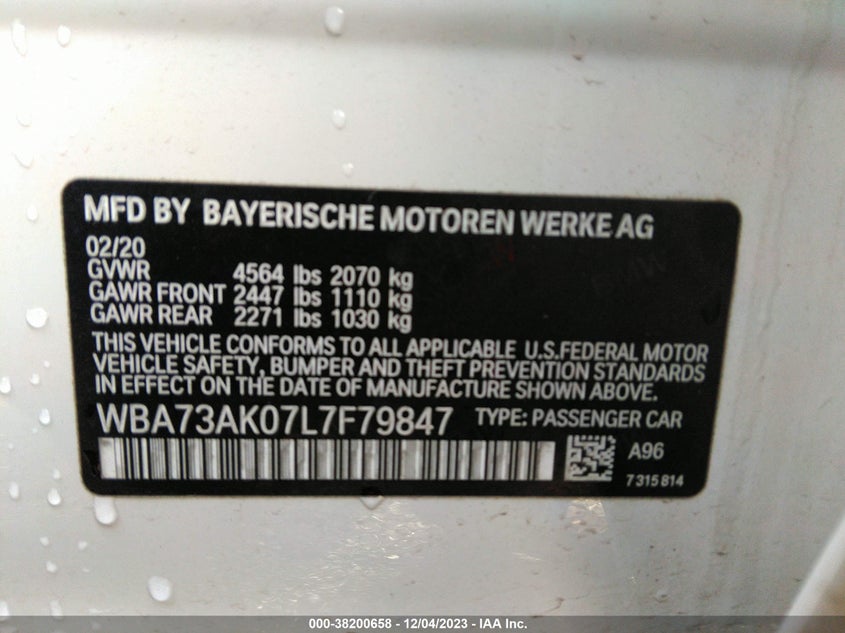 MFD BY BAYERISCHE MOTOREN WERKE AG
02/20
GVWR 4564 lbs 2070 kg
GAWR FRONT 2447 lbs 1110 kg
GAWR REAR 2271 lbs 1030 kg
THIS VEHICLE CONFORMS TO ALL APPLICABLE U.S.FEDERAL MOTOR
VEHICLE SAFETY, BUMPER AND THEFT PREVENTION STANDARDS
IN EFFECT ON THE DATE OF MANUFACTURE SHOWN ABOVE.
WBA73AK07L7F79847 TYPE: PASSENGER CAR
A96
7 315 814
000-38200658 - 12/04/2023 - IAA Inc.